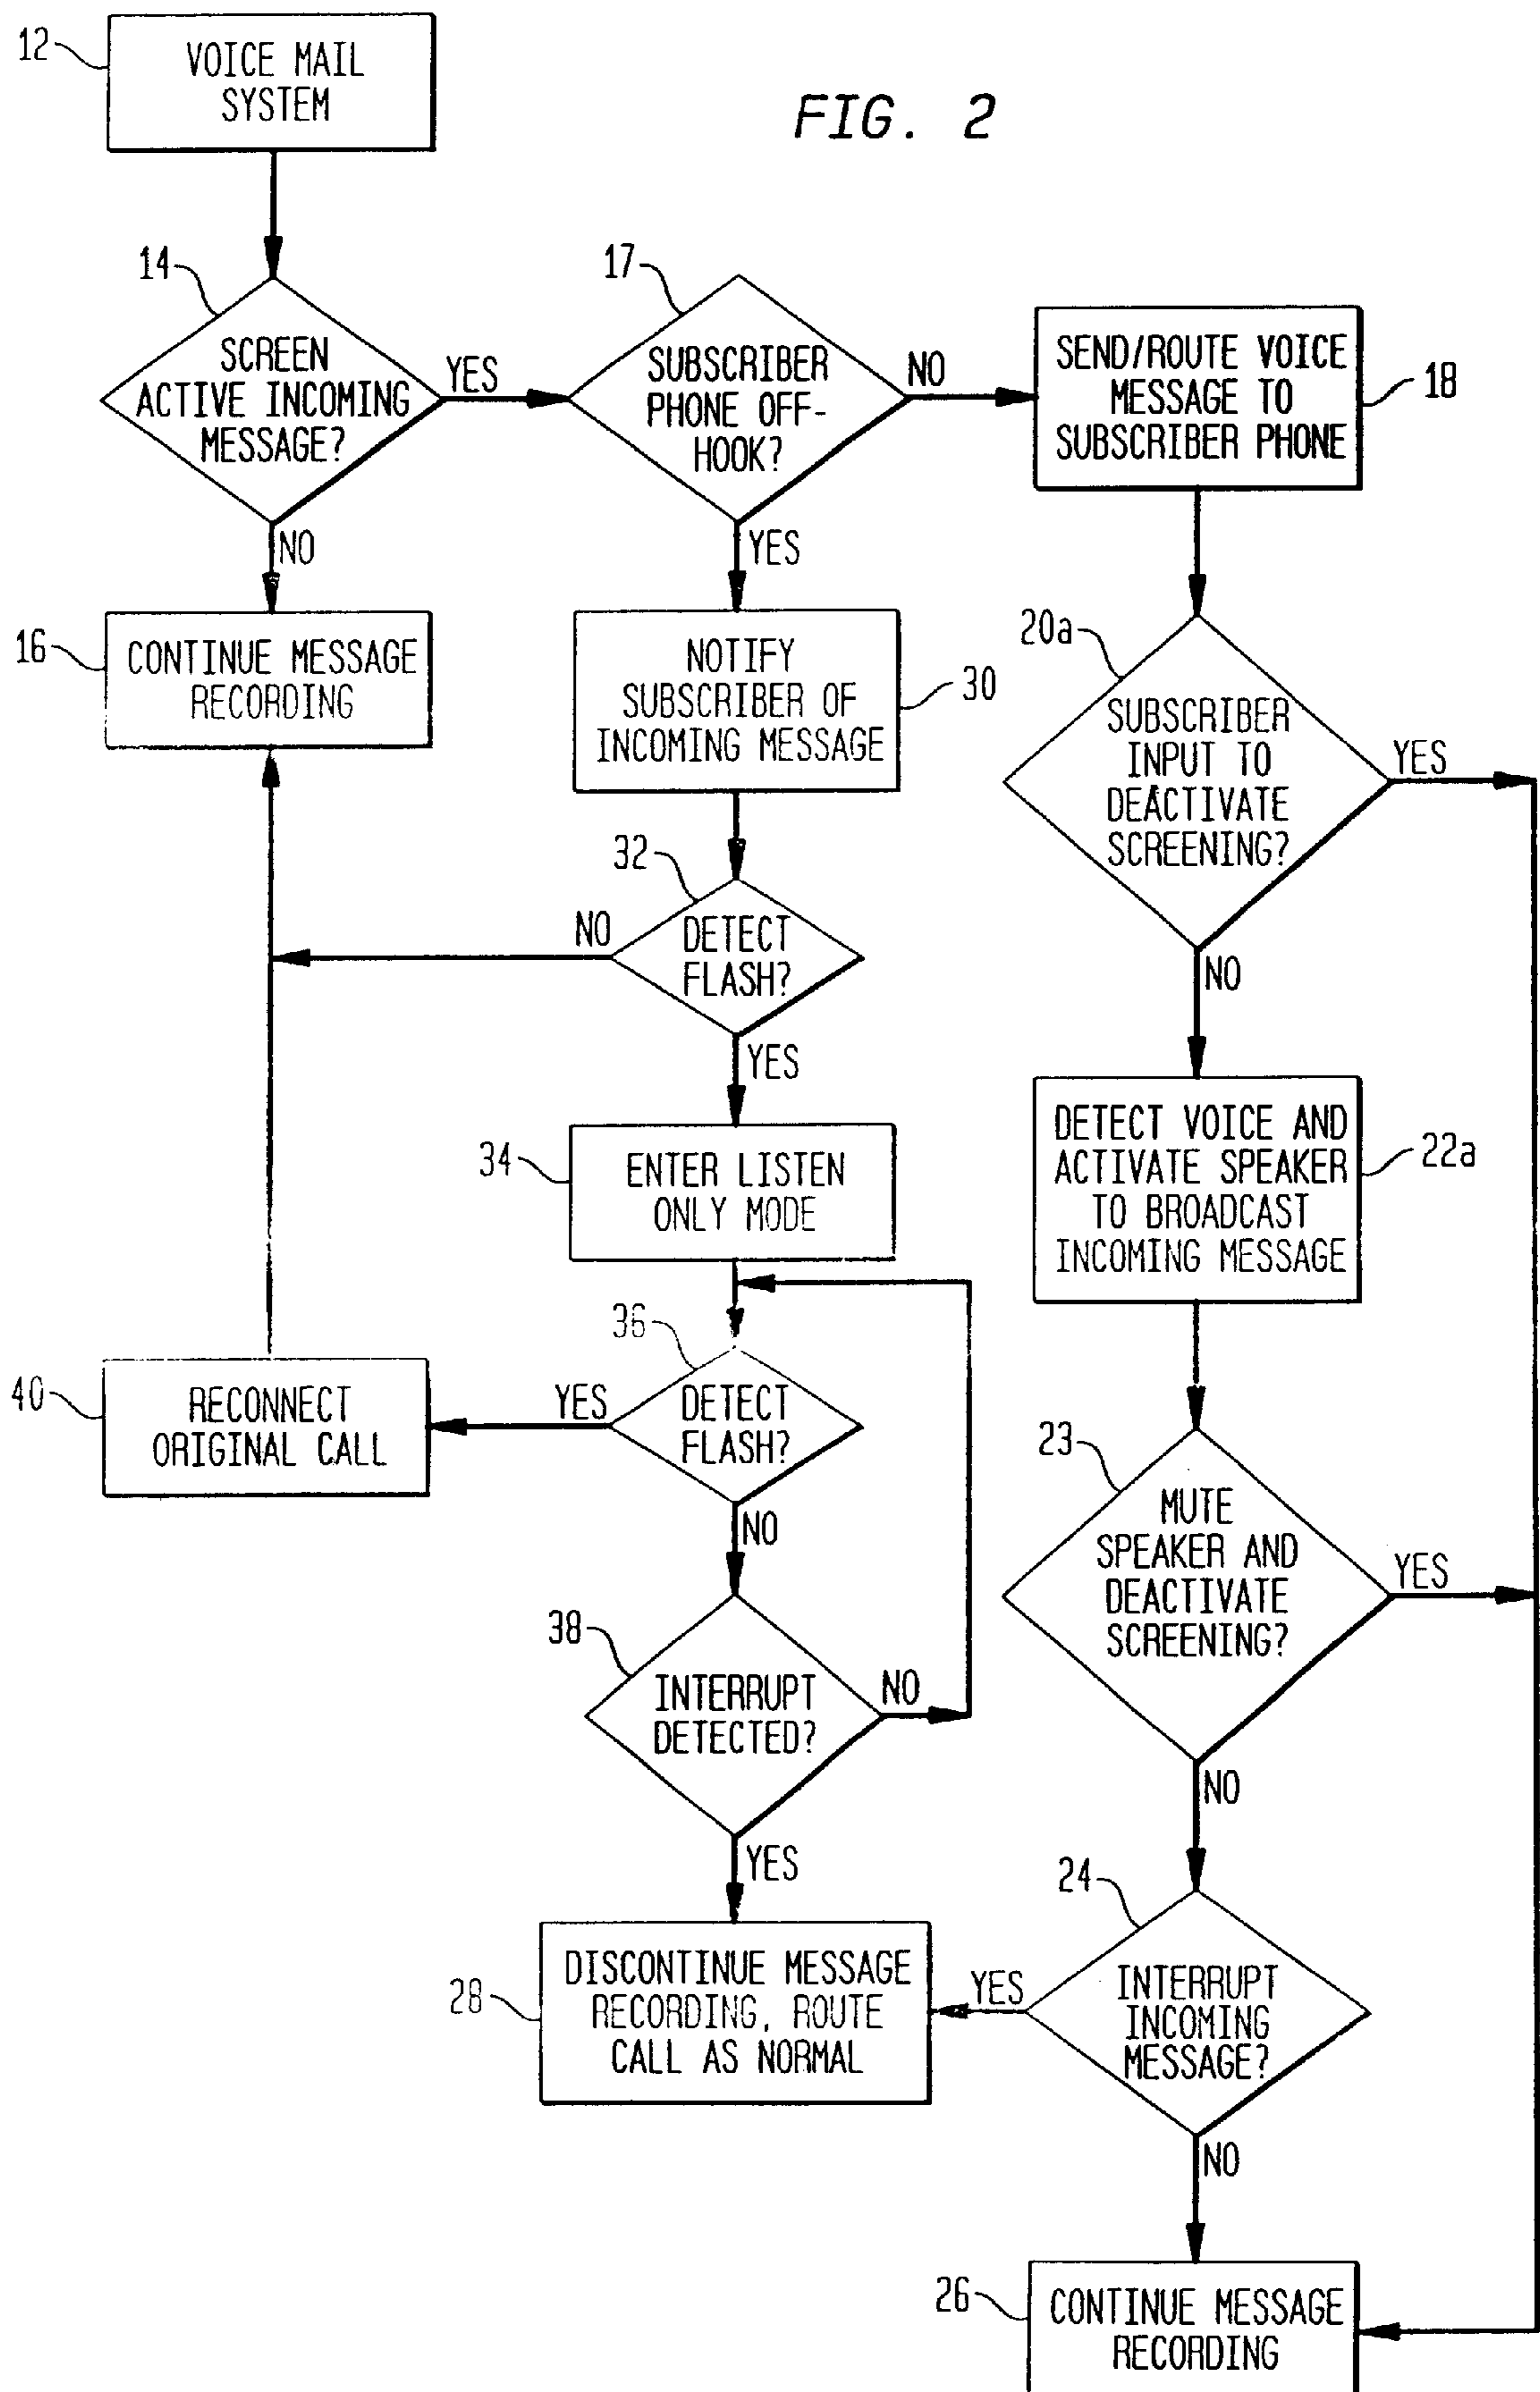 FIG. 2
12
VOICE MAIL
SYSTEM
14
SCREEN
ACTIVE INCOMING
MESSAGE?
YES
NO
17
SUBSCRIBER
PHONE OFF-
HOOK?
NO
YES
SEND/ROUTE VOICE
MESSAGE TO
SUBSCRIBER PHONE
18
16
CONTINUE MESSAGE
RECORDING
NOTIFY
SUBSCRIBER OF
INCOMING MESSAGE
30
20a
SUBSCRIBER
INPUT TO
DEACTIVATE
SCREENING?
YES
NO
32
DETECT
FLASH?
NO
YES
34
ENTER LISTEN
ONLY MODE
DETECT VOICE AND
ACTIVATE SPEAKER
TO BROADCAST
INCOMING MESSAGE
22a
36
DETECT
FLASH?
YES
NO
40
RECONNECT
ORIGINAL CALL
23
MUTE
SPEAKER AND
DEACTIVATE
SCREENING?
YES
NO
38
INTERRUPT
DETECTED?
NO
YES
24
INTERRUPT
INCOMING
MESSAGE?
YES
NO
28
DISCONTINUE MESSAGE
RECORDING, ROUTE
CALL AS NORMAL
26
CONTINUE MESSAGE
RECORDING